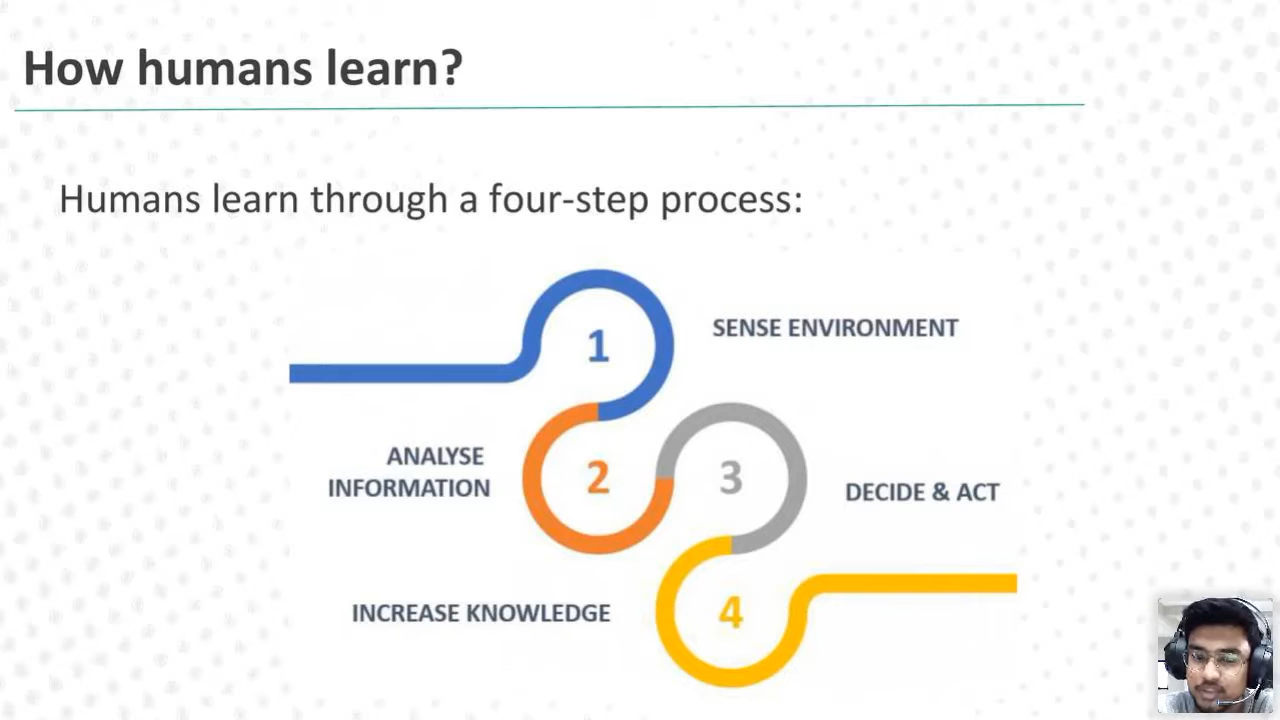 How humans learn?
Humans learn through a four-step process:
1
SENSE ENVIRONMENT
ANALYSE
INFORMATION
2
3
DECIDE & ACT
INCREASE KNOWLEDGE
4